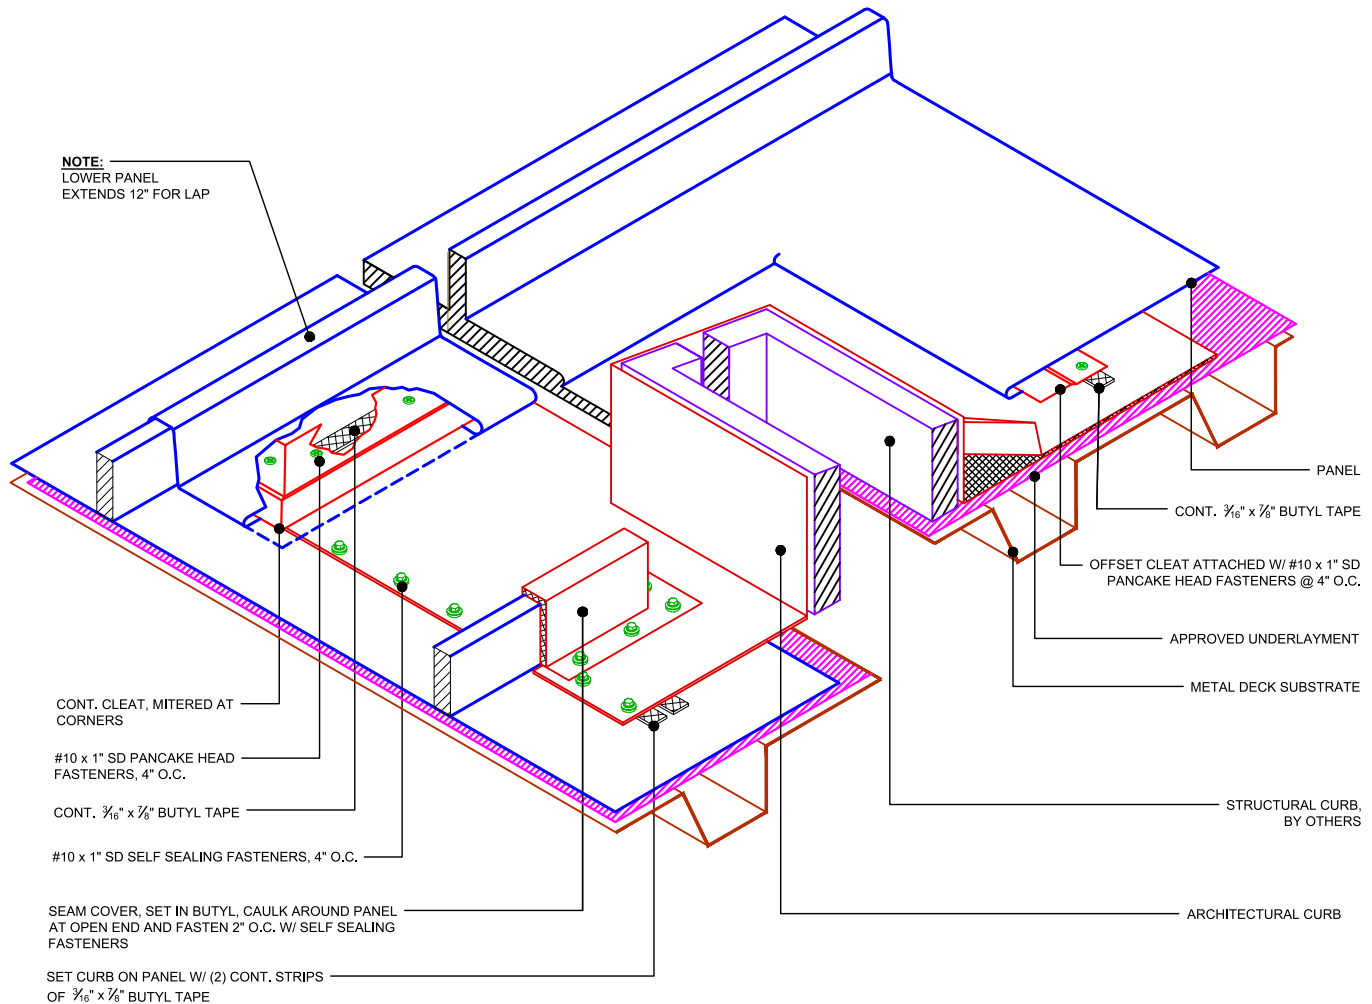 NOTE:
LOWER PANEL
EXTENDS 12" FOR LAP
PANEL
CONT. 3/16" x 7/8" BUTYL TAPE
OFFSET CLEAT ATTACHED W/ #10 x 1" SD
PANCAKE HEAD FASTENERS @ 4" O.C.
APPROVED UNDERLAYMENT
METAL DECK SUBSTRATE
STRUCTURAL CURB,
BY OTHERS
ARCHITECTURAL CURB
CONT. CLEAT, MITERED AT
CORNERS
#10 x 1" SD PANCAKE HEAD
FASTENERS, 4" O.C.
CONT. 3/16" x 7/8" BUTYL TAPE
#10 x 1" SD SELF SEALING FASTENERS, 4" O.C.
SEAM COVER, SET IN BUTYL, CAULK AROUND PANEL
AT OPEN END AND FASTEN 2" O.C. W/ SELF SEALING
FASTENERS
SET CURB ON PANEL W/ (2) CONT. STRIPS
OF 3/16" x 7/8" BUTYL TAPE